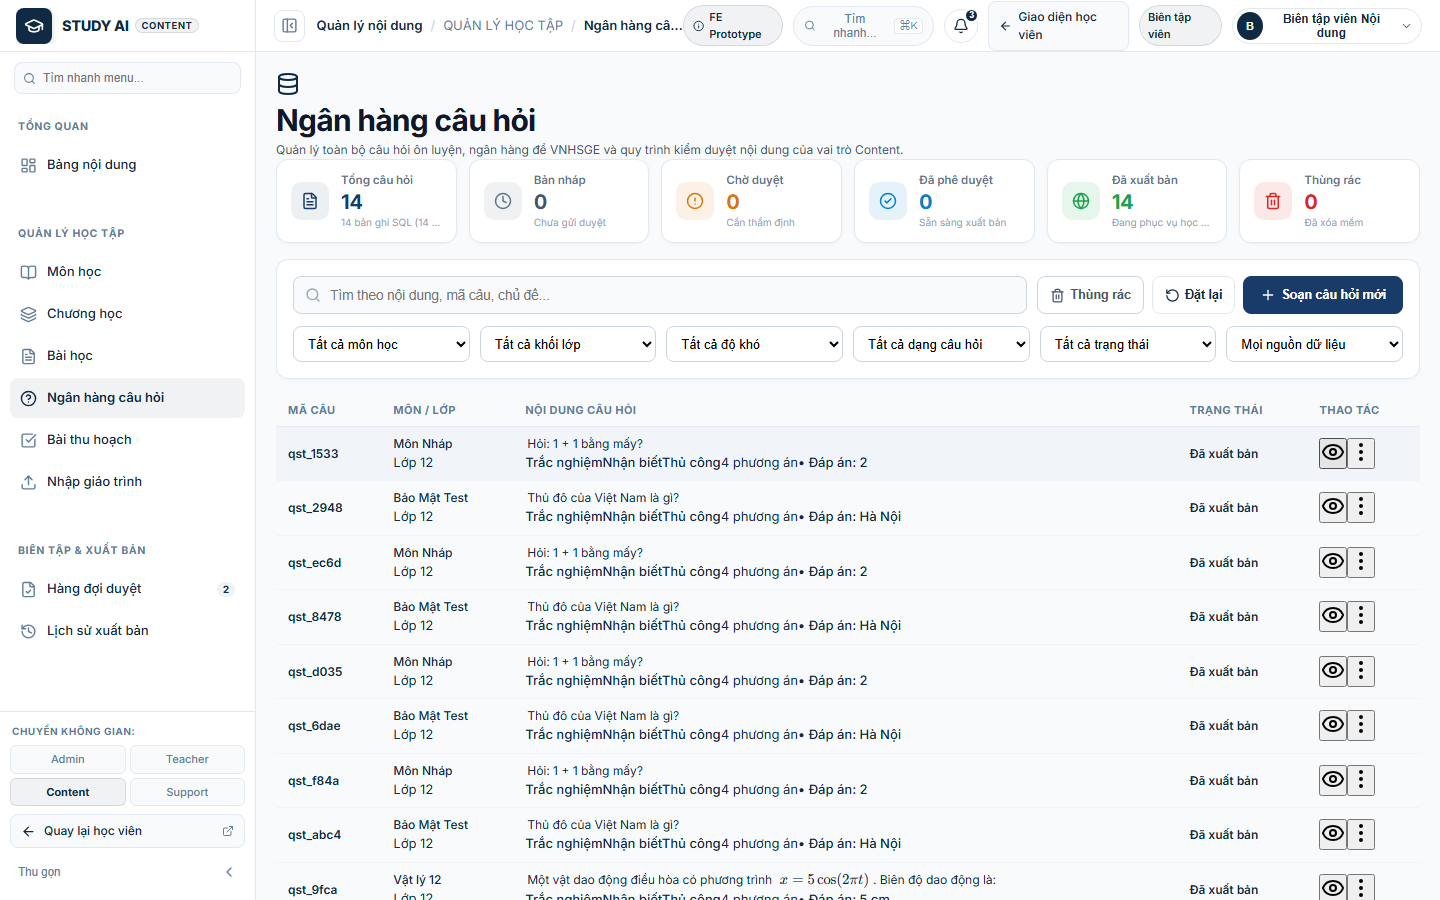 STUDY AI CONTENT
Quản lý nội dung / QUẢN LÝ HỌC TẬP / Ngân hàng câ...
FE Prototype
Tìm nhanh... ⌘K
3
Giao diện học viên
Biên tập viên
B Biên tập viên Nội dung
Tìm nhanh menu...
TỔNG QUAN
Bảng nội dung
QUẢN LÝ HỌC TẬP
Môn học
Chương học
Bài học
Ngân hàng câu hỏi
Bài thu hoạch
Nhập giáo trình
BIÊN TẬP & XUẤT BẢN
Hàng đợi duyệt 2
Lịch sử xuất bản
CHUYỂN KHÔNG GIAN:
Admin Teacher
Content Support
Quay lại học viên
Thu gọn
Ngân hàng câu hỏi
Quản lý toàn bộ câu hỏi ôn luyện, ngân hàng đề VNHSGE và quy trình kiểm duyệt nội dung của vai trò Content.
Tổng câu hỏi
14
14 bản ghi SQL (14 ...
Bản nháp
0
Chưa gửi duyệt
Chờ duyệt
0
Cần thẩm định
Đã phê duyệt
0
Sẵn sàng xuất bản
Đã xuất bản
14
Đang phục vụ học ...
Thùng rác
0
Đã xóa mềm
Tìm theo nội dung, mã câu, chủ đề...
Thùng rác
Đặt lại
Soạn câu hỏi mới
Tất cả môn học
Tất cả khối lớp
Tất cả độ khó
Tất cả dạng câu hỏi
Tất cả trạng thái
Mọi nguồn dữ liệu
MÃ CÂU MÔN / LỚP NỘI DUNG CÂU HỎI TRẠNG THÁI THAO TÁC
qst_1533 Môn Nháp Hỏi: 1 + 1 bằng mấy? Đã xuất bản
Lớp 12 Trắc nghiệmNhận biếtThủ công4 phương án• Đáp án: 2
qst_2948 Bảo Mật Test Thủ đô của Việt Nam là gì? Đã xuất bản
Lớp 12 Trắc nghiệmNhận biếtThủ công4 phương án• Đáp án: Hà Nội
qst_ec6d Môn Nháp Hỏi: 1 + 1 bằng mấy? Đã xuất bản
Lớp 12 Trắc nghiệmNhận biếtThủ công4 phương án• Đáp án: 2
qst_8478 Bảo Mật Test Thủ đô của Việt Nam là gì? Đã xuất bản
Lớp 12 Trắc nghiệmNhận biếtThủ công4 phương án• Đáp án: Hà Nội
qst_d035 Môn Nháp Hỏi: 1 + 1 bằng mấy? Đã xuất bản
Lớp 12 Trắc nghiệmNhận biếtThủ công4 phương án• Đáp án: 2
qst_6dae Bảo Mật Test Thủ đô của Việt Nam là gì? Đã xuất bản
Lớp 12 Trắc nghiệmNhận biếtThủ công4 phương án• Đáp án: Hà Nội
qst_f84a Môn Nháp Hỏi: 1 + 1 bằng mấy? Đã xuất bản
Lớp 12 Trắc nghiệmNhận biếtThủ công4 phương án• Đáp án: 2
qst_abc4 Bảo Mật Test Thủ đô của Việt Nam là gì? Đã xuất bản
Lớp 12 Trắc nghiệmNhận biếtThủ công4 phương án• Đáp án: Hà Nội
qst_9fca Vật lý 12 Một vật dao động điều hòa có phương trình x = 5 cos(2πt) . Biên độ dao động là: Đã xuất bản
Lớp 12 Trắc nghiệmNhận biếtThủ công4 phương án• Đáp án: 5 cm